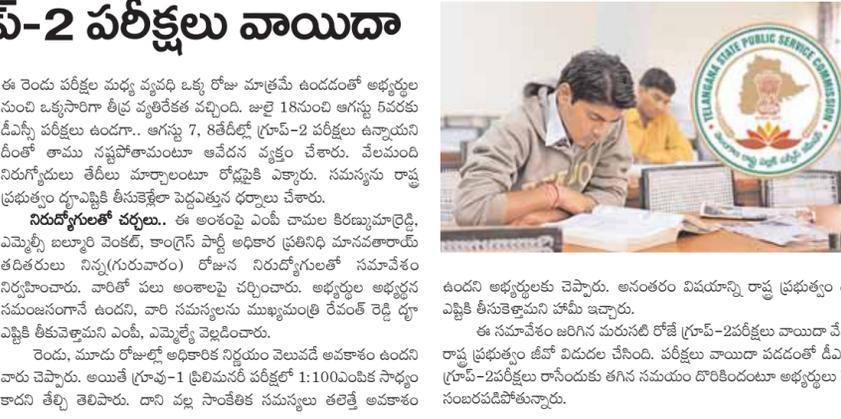 ప్-2 పరీక్షలు వాయిదా
ఈ రెండు పరీక్షల మధ్య వ్యవధి ఒక్క రోజు మాత్రమే ఉండడంతో అభ్యర్థుల
నుంచి ఒక్కసారిగా తీవ్ర వ్యతిరేకత వచ్చింది. జులై 18నుంచి ఆగస్టు 5వరకు
డీఎస్సీ పరీక్షలు ఉండగా.. ఆగస్టు 7, 8తేదీల్లో గ్రూప్-2 పరీక్షలు ఉన్నాయని
దీంతో తాము నష్టపోతామంటూ ఆవేదన వ్యక్తం చేశారు. వేలమంది
నిరుగ్యోదులు తేదీలు మార్చాలంటూ రోడ్లపైకి ఎక్కారు. సమస్యను రాష్ట్ర
ప్రభుత్వం దృఎష్టికి తీసుకెళ్లేలా పెద్దఎత్తున ధర్నాలు చేశారు.
నిరుద్యోగులతో చర్చలు.. ఈ అంశంపై ఎంపీ చామల కిరణ్కుమార్రెడ్డి,
ఎమ్మెల్సీ బల్మూరి వెంకట్, కాంగ్రెస్ పార్టీ అధికార ప్రతినిధి మానవతారాయ్
తదితరులు నిన్న(గురువారం) రోజున నిరుద్యోగులతో సమావేశం
నిర్వహించారు. వారితో పలు అంశాలపై చర్చించారు. అభ్యర్థుల అభ్యర్థన
సమంజసంగానే ఉందని, వారి సమస్యలను ముఖ్యమంత్రి రేవంత్ రెడ్డి దృ
ఎష్టికి తీకువెళ్తామని ఎంపీ, ఎమ్మెల్యే వెల్లడించారు.
రెండు, మూడు రోజుల్లో అధికారిక నిర్ణయం వెలువడే అవకాశం ఉందని
వారు చెప్పారు. అయితే గ్రూవు-1 ప్రిలిమనరీ పరీక్షలో 1:100ఎంపిక సాధ్యం
కాదని తేల్చి తెలిపారు. దాని వల్ల సాంకేతిక సమస్యలు తలెత్తే అవకాశం
TELANGANA STATE PUBLIC SERVICE COMMISSION
ఉందని అభ్యర్థులకు చెప్పారు. అనంతరం విషయాన్ని రాష్ట్ర ప్రభుత్వం
ఎష్టికి తీసుకెళ్తామని హామీ ఇచ్చారు.
ఈ సమావేశం జరిగిన మరుసటి రోజే గ్రూప్-2పరీక్షలు వాయిదా వే
రాష్ట్ర ప్రభుత్వం జీవో విడుదల చేసింది. పరీక్షలు వాయిదా పడడంతో డీఎ
గ్రూప్-2పరీక్షలు రాసేందుకు తగిన సమయం దొరికిందంటూ అభ్యర్థులు
సంబరపడిపోతున్నారు.